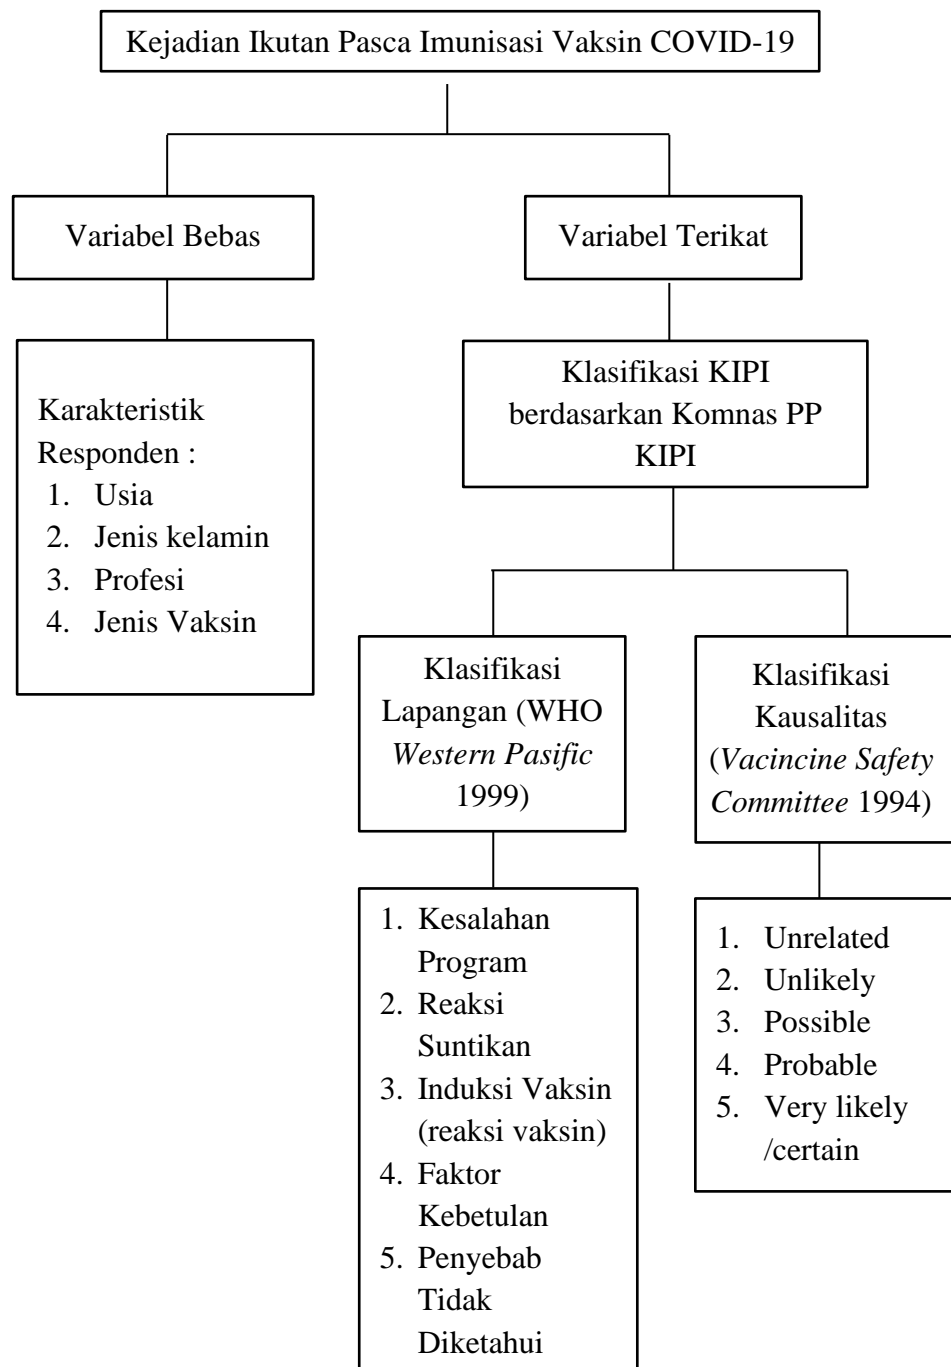 Kejadian Ikutan Pasca Imunisasi Vaksin COVID-19
Variabel Bebas
Variabel Terikat
Karakteristik
Responden :
1. Usia
2. Jenis kelamin
3. Profesi
4. Jenis Vaksin
Klasifikasi KIPI
berdasarkan Komnas PP
KIPI
Klasifikasi
Lapangan (WHO
Western Pasific
1999)
Klasifikasi
Kausalitas
(Vacincine Safety
Committee 1994)
1. Kesalahan
Program
2. Reaksi
Suntikan
3. Induksi Vaksin
(reaksi vaksin)
4. Faktor
Kebetulan
5. Penyebab
Tidak
Diketahui
1. Unrelated
2. Unlikely
3. Possible
4. Probable
5. Very likely
/certain